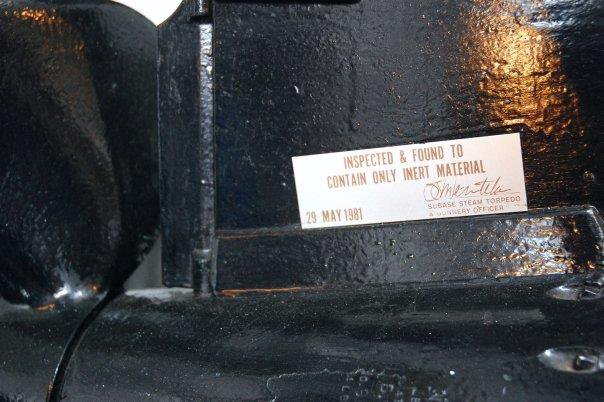 INSPECTED & FOUND TO
CONTAIN ONLY INERT MATERIAL
29 MAY 1981
SUBASE STEAM TORPEDO
& GUNNERY OFFICER